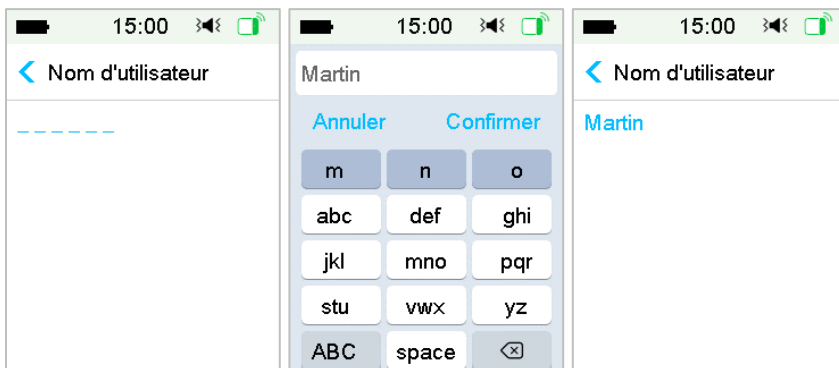 15:00
Nom d'utilisateur
_ _ _ _ _ _
15:00
Martin
Annuler Confirmer
m n o
abc def ghi
jkl mno pqr
stu vwx yz
ABC space
15:00
Nom d'utilisateur
Martin